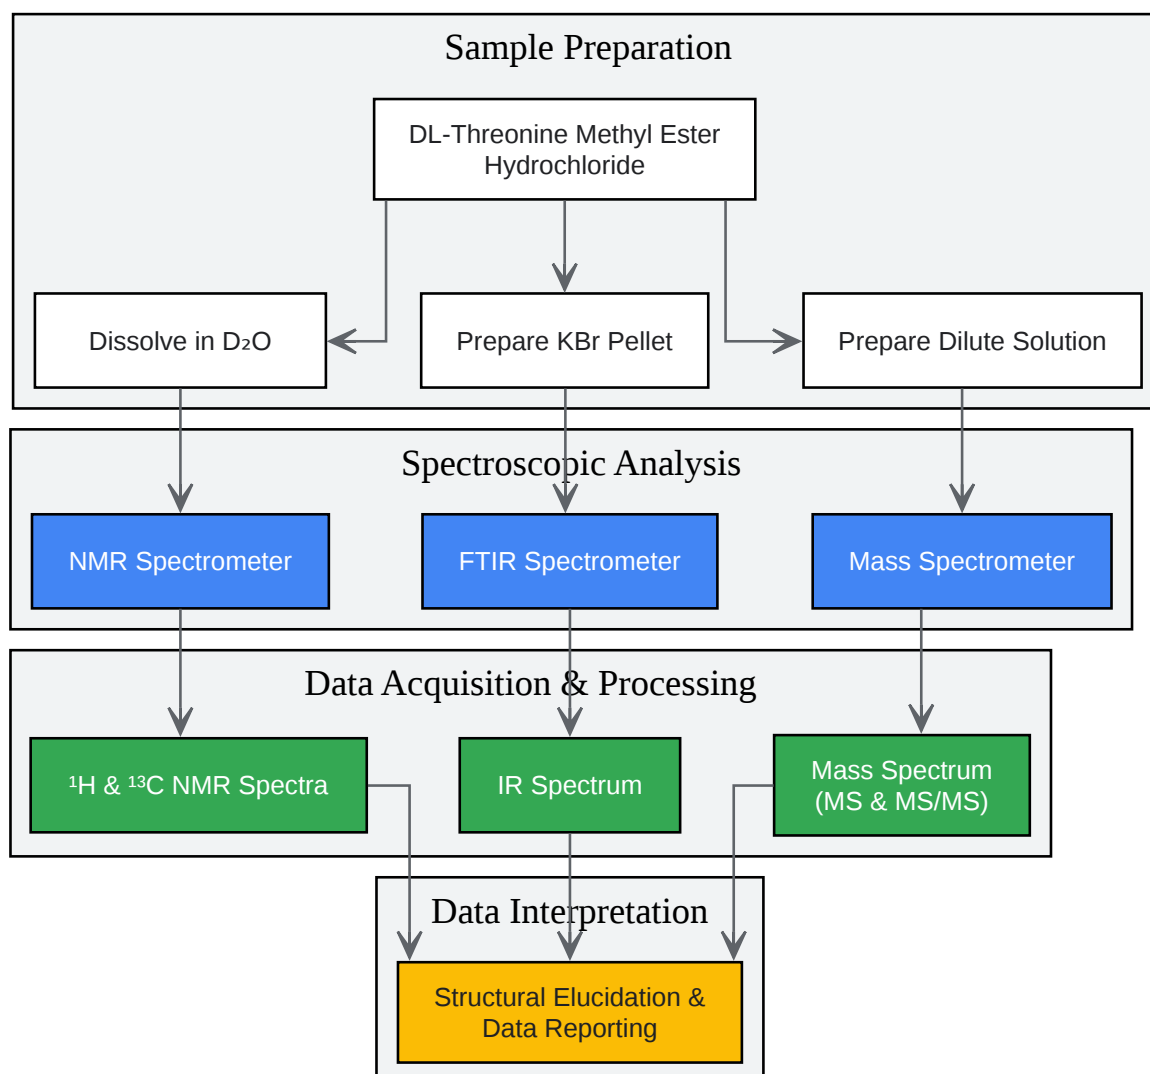 Sample Preparation
DL-Threonine Methyl Ester
Hydrochloride
Dissolve in D₂O
Prepare KBr Pellet
Prepare Dilute Solution
Spectroscopic Analysis
NMR Spectrometer
FTIR Spectrometer
Mass Spectrometer
Data Acquisition & Processing
¹H & ¹³C NMR Spectra
IR Spectrum
Mass Spectrum
(MS & MS/MS)
Data Interpretation
Structural Elucidation &
Data Reporting